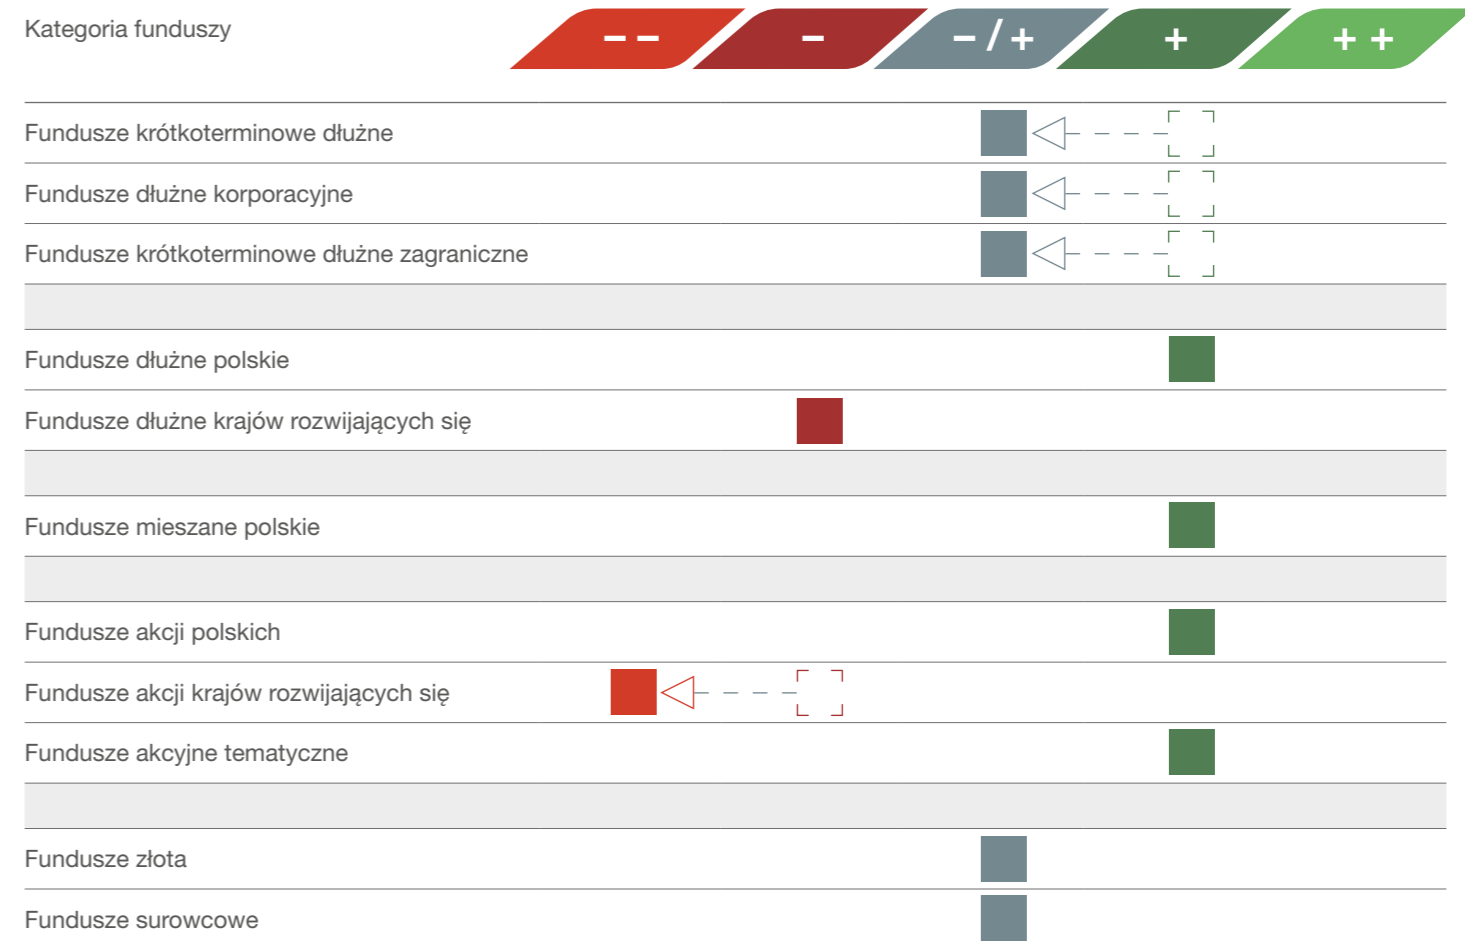 Kategoria funduszy
– – – – / + + + +
Fundusze krótkoterminowe dłużne
Fundusze dłużne korporacyjne
Fundusze krótkoterminowe dłużne zagraniczne
Fundusze dłużne polskie
Fundusze dłużne krajów rozwijających się
Fundusze mieszane polskie
Fundusze akcji polskich
Fundusze akcji krajów rozwijających się
Fundusze akcyjne tematyczne
Fundusze złota
Fundusze surowcowe